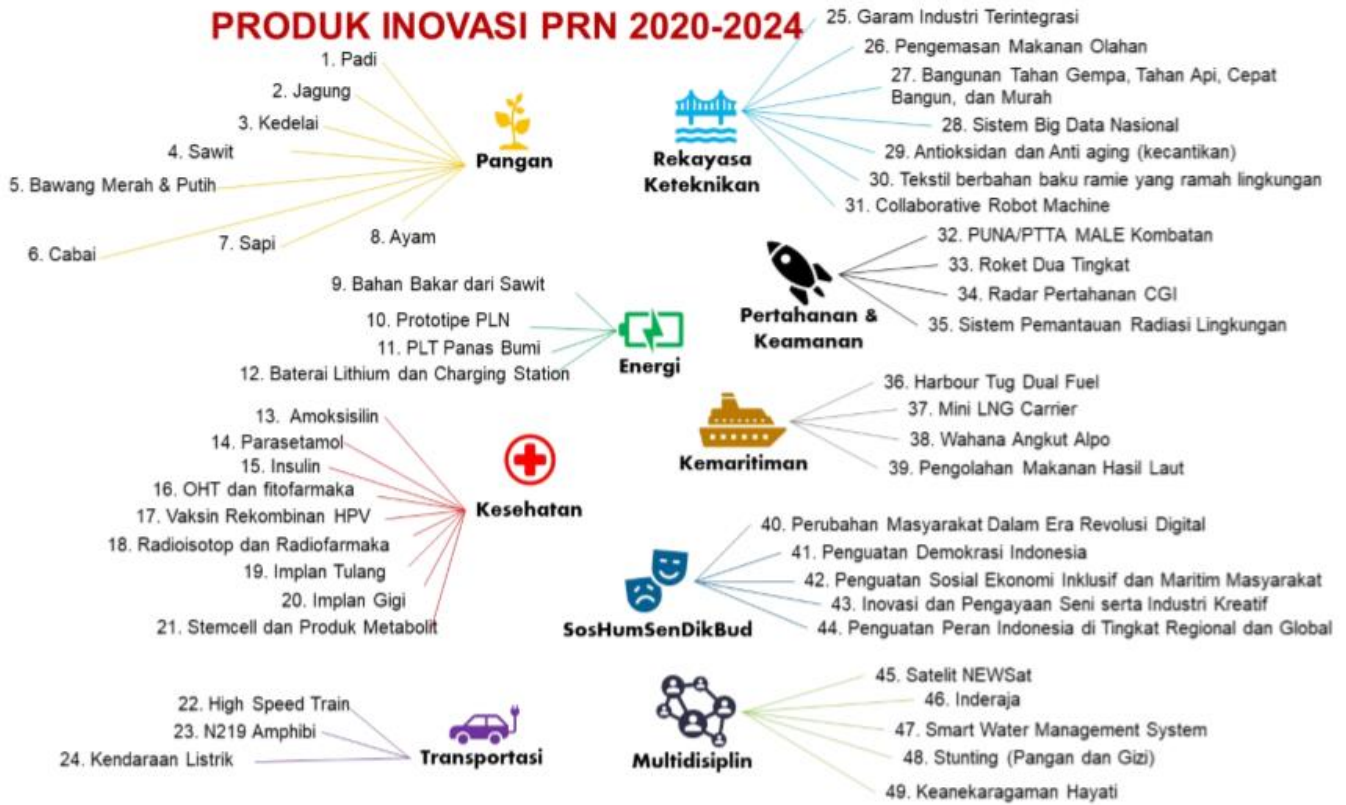 PRODUK INOVASI PRN 2020-2024
1. Padi
2. Jagung
3. Kedelai
4. Sawit
5. Bawang Merah & Putih
6. Cabai
7. Sapi
8. Ayam
Pangan
9. Bahan Bakar dari Sawit
10. Prototipe PLN
11. PLT Panas Bumi
12. Baterai Lithium dan Charging Station
Energi
13. Amoksisilin
14. Parasetamol
15. Insulin
16. OHT dan fitofarmaka
17. Vaksin Rekombinan HPV
18. Radioisotop dan Radiofarmaka
19. Implan Tulang
20. Implan Gigi
21. Stemcell dan Produk Metabolit
Kesehatan
22. High Speed Train
23. N219 Amphibi
24. Kendaraan Listrik
Transportasi
25. Garam Industri Terintegrasi
26. Pengemasan Makanan Olahan
27. Bangunan Tahan Gempa, Tahan Api, Cepat
Bangun, dan Murah
28. Sistem Big Data Nasional
29. Antioksidan dan Anti aging (kecantikan)
30. Tekstil berbahan baku ramie yang ramah lingkungan
31. Collaborative Robot Machine
Rekayasa
Keteknikan
32. PUNA/PTTA MALE Kombatan
33. Roket Dua Tingkat
34. Radar Pertahanan CGI
35. Sistem Pemantauan Radiasi Lingkungan
Pertahanan &
Keamanan
36. Harbour Tug Dual Fuel
37. Mini LNG Carrier
38. Wahana Angkut Alpo
39. Pengolahan Makanan Hasil Laut
Kemaritiman
40. Perubahan Masyarakat Dalam Era Revolusi Digital
41. Penguatan Demokrasi Indonesia
42. Penguatan Sosial Ekonomi Inklusif dan Maritim Masyarakat
43. Inovasi dan Pengayaan Seni serta Industri Kreatif
44. Penguatan Peran Indonesia di Tingkat Regional dan Global
SosHumSenDikBud
45. Satelit NEWSat
46. Inderaja
47. Smart Water Management System
48. Stunting (Pangan dan Gizi)
49. Keanekaragaman Hayati
Multidisiplin